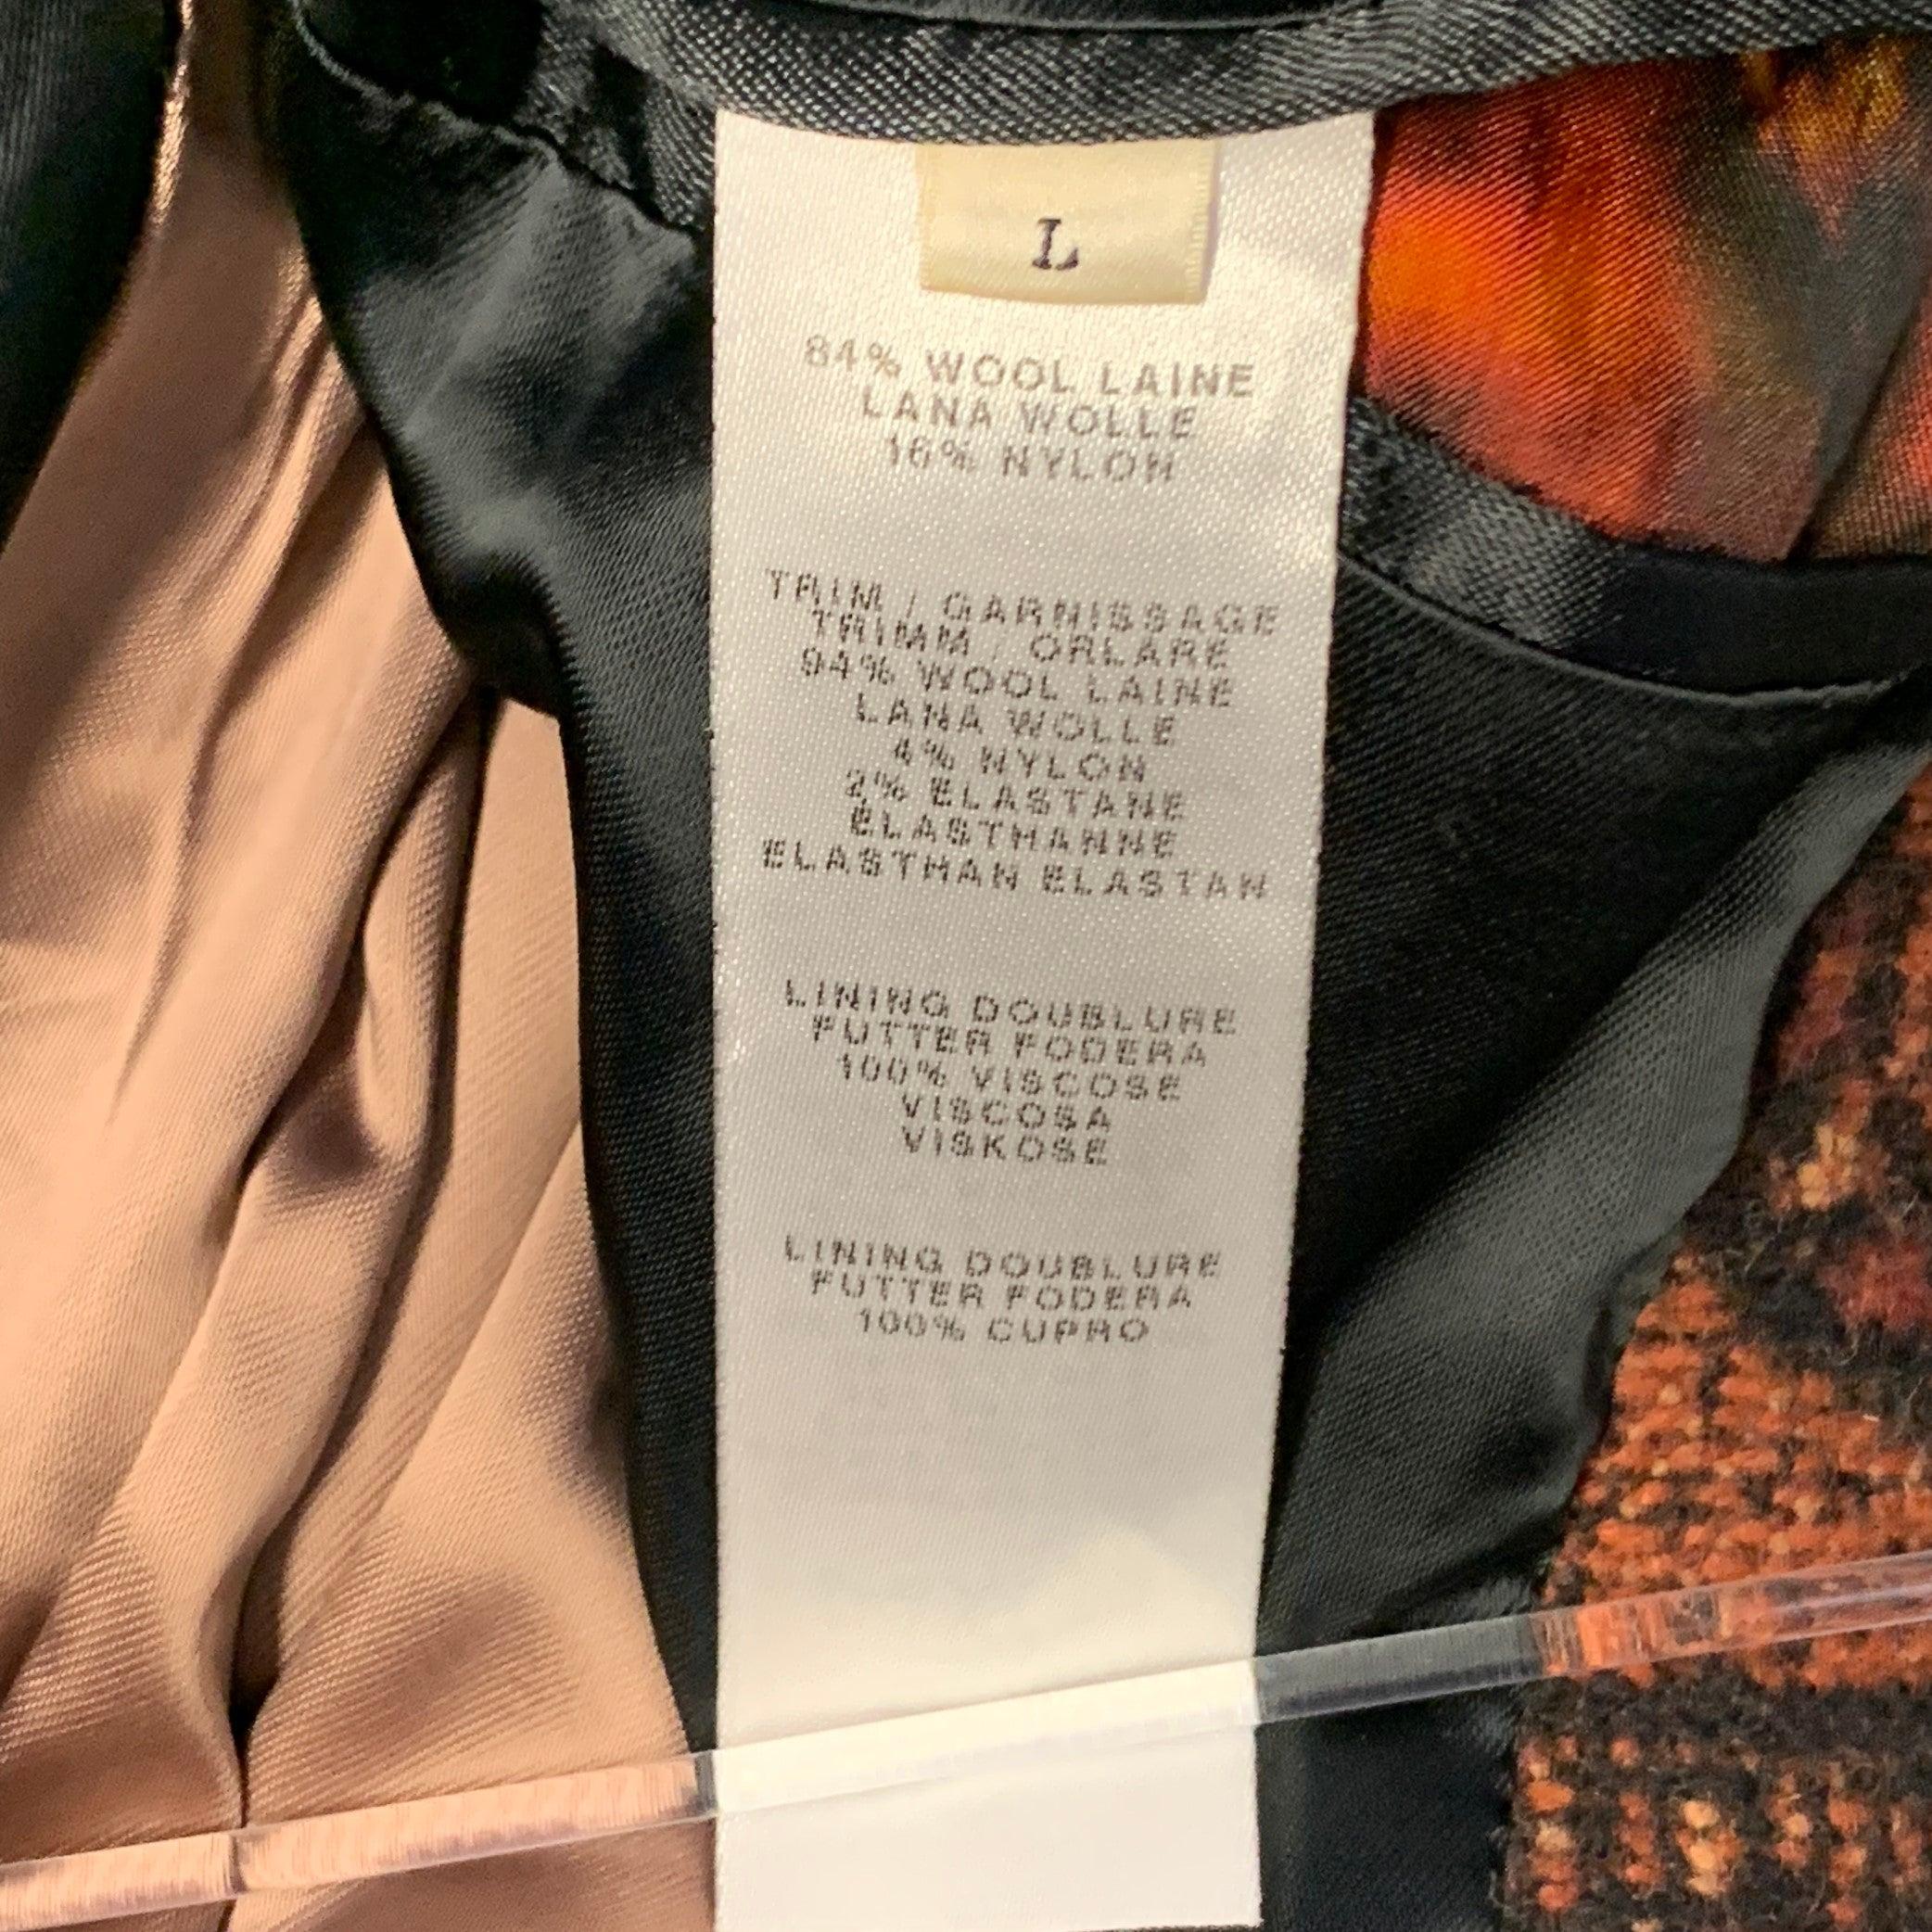 L
84% WOOL LAINE
LANA WOLLE
16% NYLON
TRIM / GARNISSAGE
TRIMM / ORLARE
94% WOOL LAINE
LANA WOLLE
4% NYLON
2% ELASTANE
ÉLASTHANNE
ELASTHAN ELASTAN
LINING DOUBLURE
FUTTER FODERA
100% VISCOSE
VISCOSA
VISKOSE
LINING DOUBLURE
FUTTER FODERA
100% CUPRO